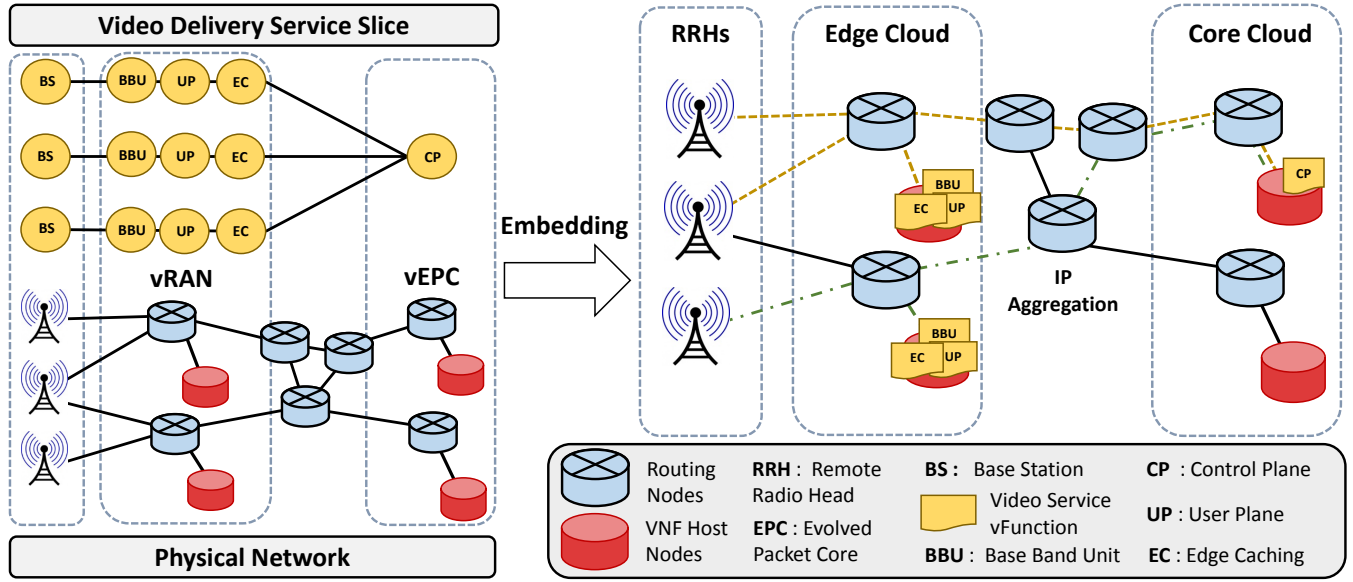 Video Delivery Service Slice
BS BBU UP EC
BS BBU UP EC CP
BS BBU UP EC
vRAN vEPC
Physical Network
Embedding
RRHs Edge Cloud Core Cloud
BBU
EC UP
CP
IP
Aggregation
BBU
EC UP
Routing
Nodes
VNF Host
Nodes
RRH : Remote
Radio Head
EPC : Evolved
Packet Core
BS : Base Station
Video Service
vFunction
BBU : Base Band Unit
CP : Control Plane
UP : User Plane
EC : Edge Caching